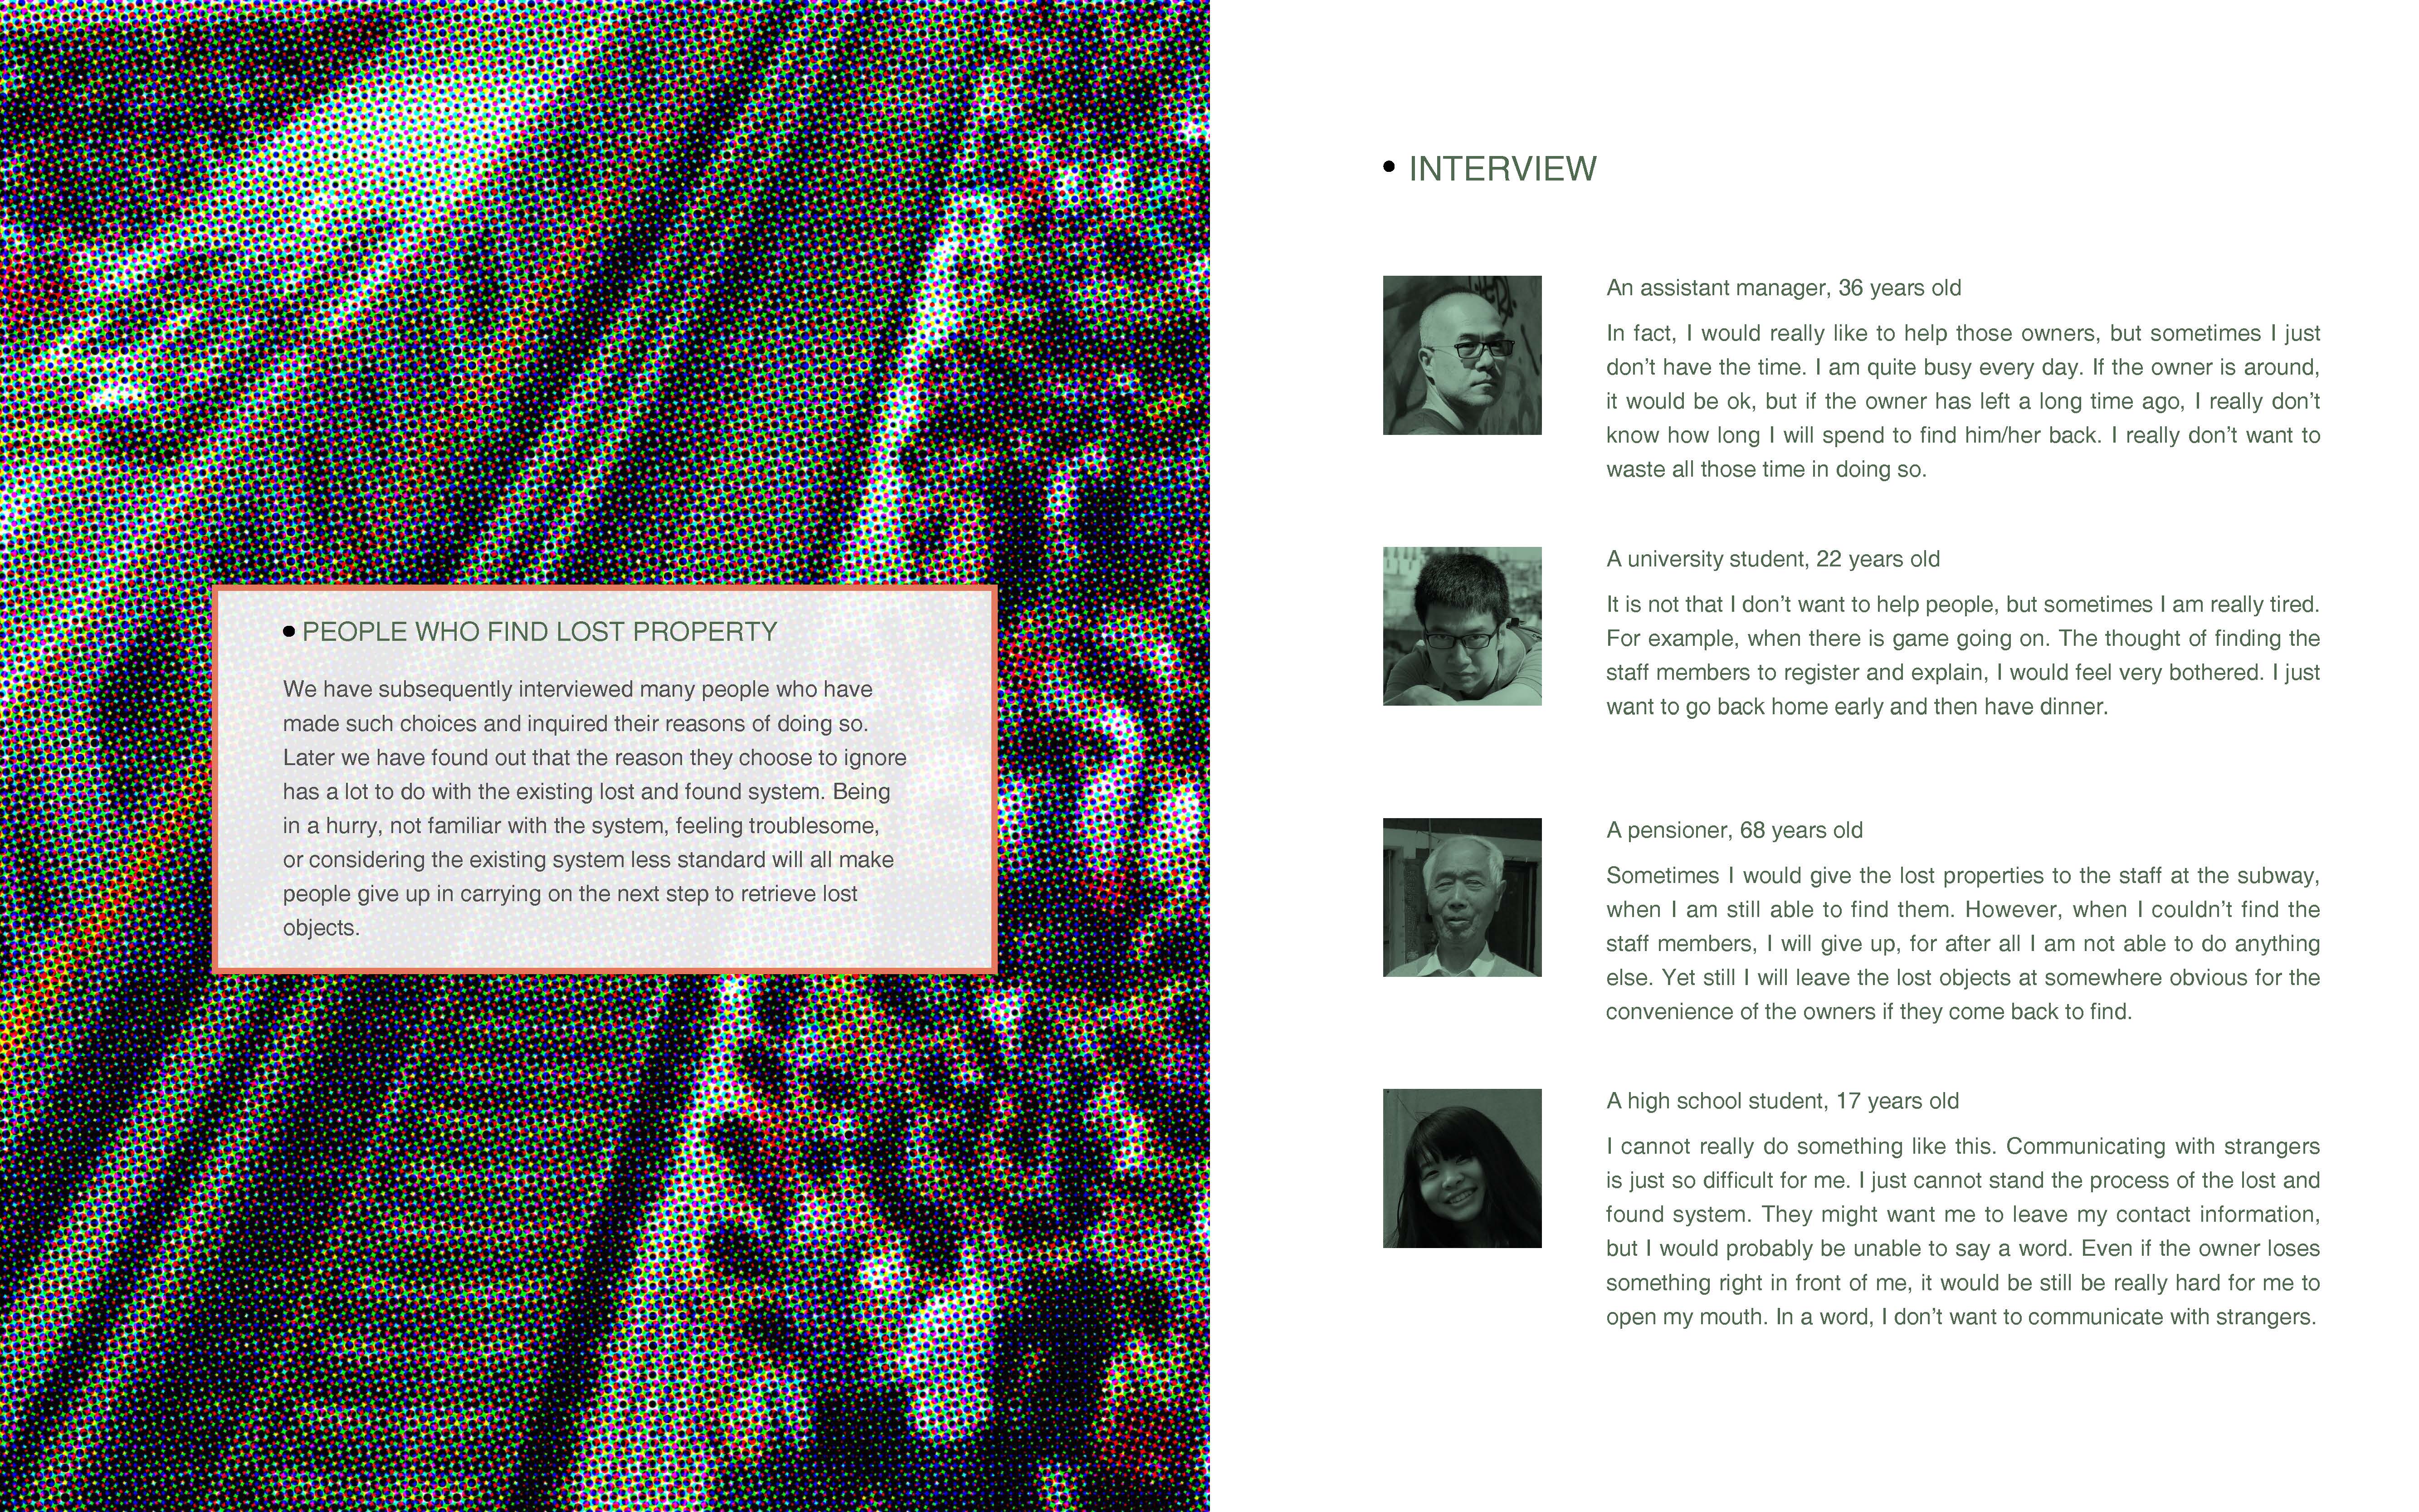 • PEOPLE WHO FIND LOST PROPERTY
We have subsequently interviewed many people who have
made such choices and inquired their reasons of doing so.
Later we have found out that the reason they choose to ignore
has a lot to do with the existing lost and found system. Being
in a hurry, not familiar with the system, feeling troublesome,
or considering the existing system less standard will all make
people give up in carrying on the next step to retrieve lost
objects.
• INTERVIEW
An assistant manager, 36 years old
In fact, I would really like to help those owners, but sometimes I just
don’t have the time. I am quite busy every day. If the owner is around,
it would be ok, but if the owner has left a long time ago, I really don’t
know how long I will spend to find him/her back. I really don’t want to
waste all those time in doing so.
A university student, 22 years old
It is not that I don’t want to help people, but sometimes I am really tired.
For example, when there is game going on. The thought of finding the
staff members to register and explain, I would feel very bothered. I just
want to go back home early and then have dinner.
A pensioner, 68 years old
Sometimes I would give the lost properties to the staff at the subway,
when I am still able to find them. However, when I couldn’t find the
staff members, I will give up, for after all I am not able to do anything
else. Yet still I will leave the lost objects at somewhere obvious for the
convenience of the owners if they come back to find.
A high school student, 17 years old
I cannot really do something like this. Communicating with strangers
is just so difficult for me. I just cannot stand the process of the lost and
found system. They might want me to leave my contact information,
but I would probably be unable to say a word. Even if the owner loses
something right in front of me, it would be still be really hard for me to
open my mouth. In a word, I don’t want to communicate with strangers.